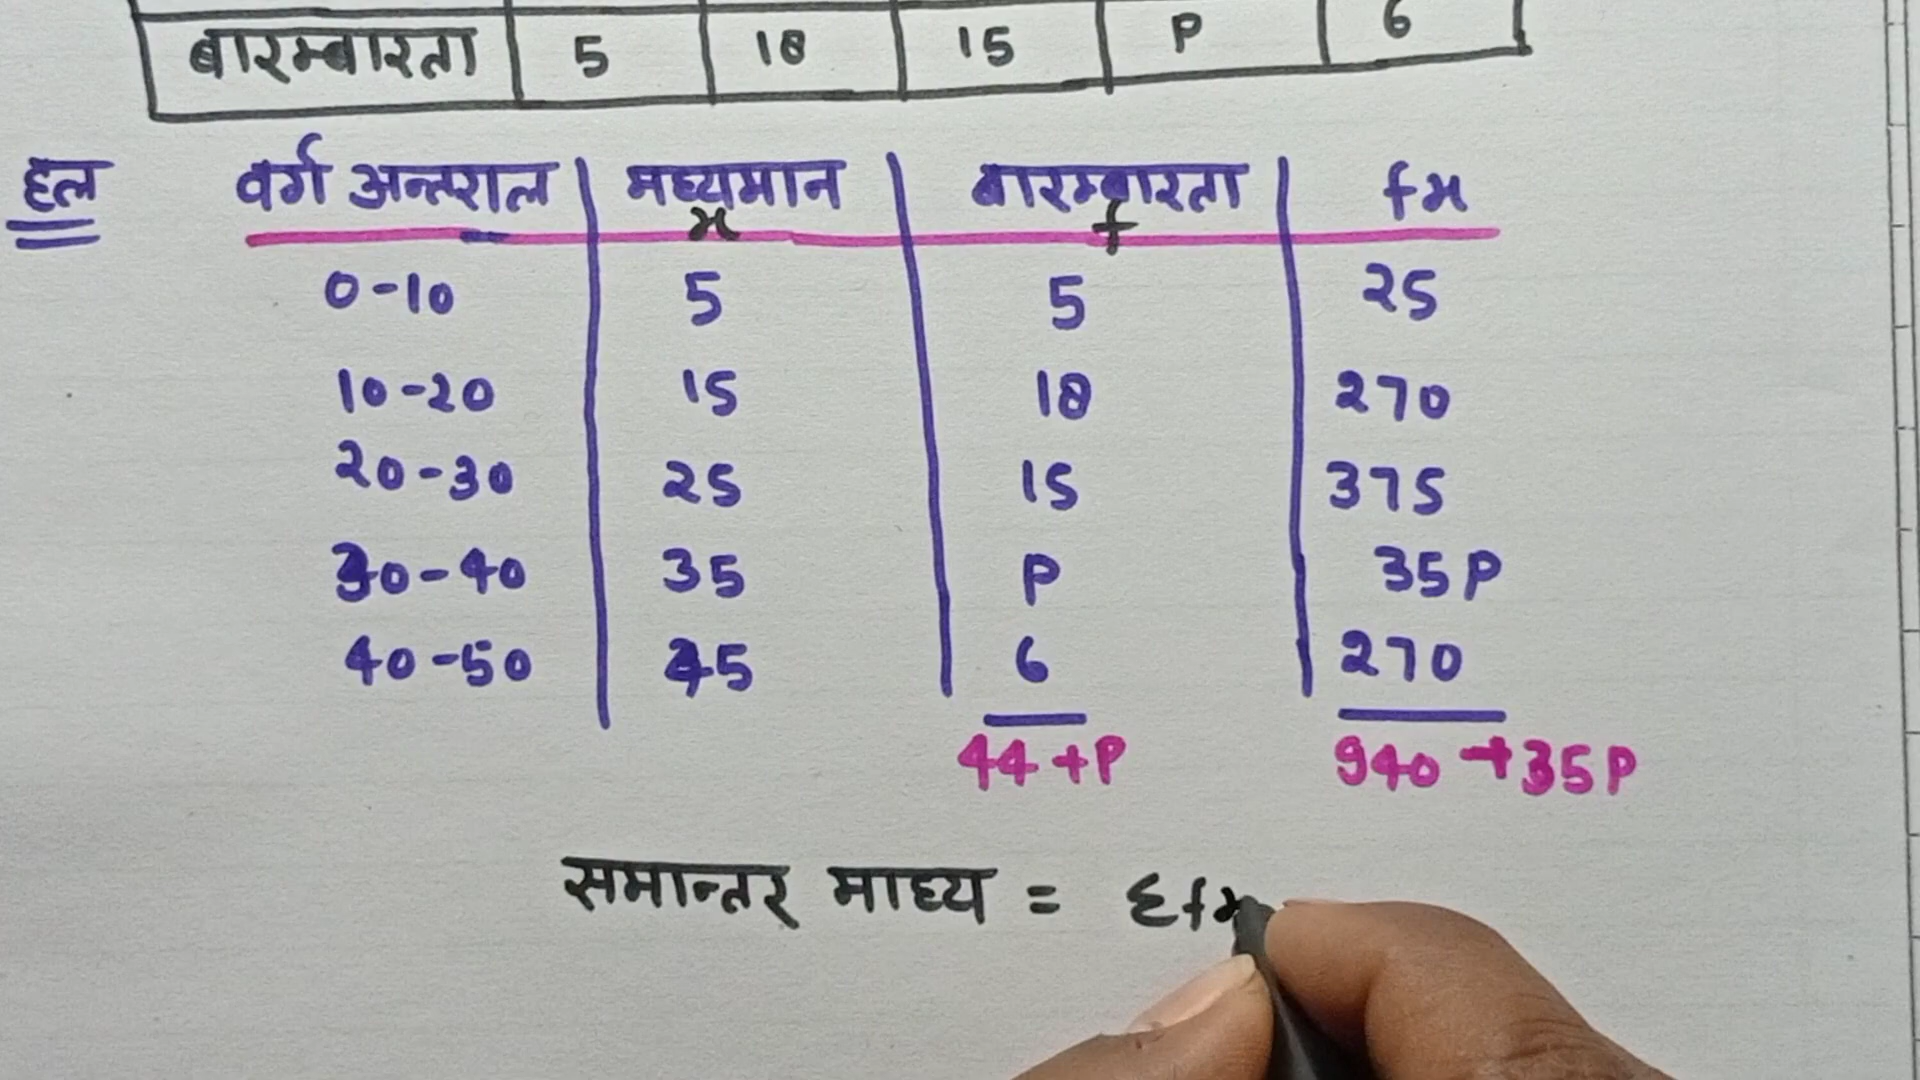 बारम्बारता 5 18 15 P 6
हल वर्ग अन्तराल मध्यमान x बारम्बारता f fx
0-10 5 5 25
10-20 15 18 270
20-30 25 15 375
30-40 35 P 35P
40-50 45 6 270
44+P 940+35P
समान्तर माध्य = Σfx